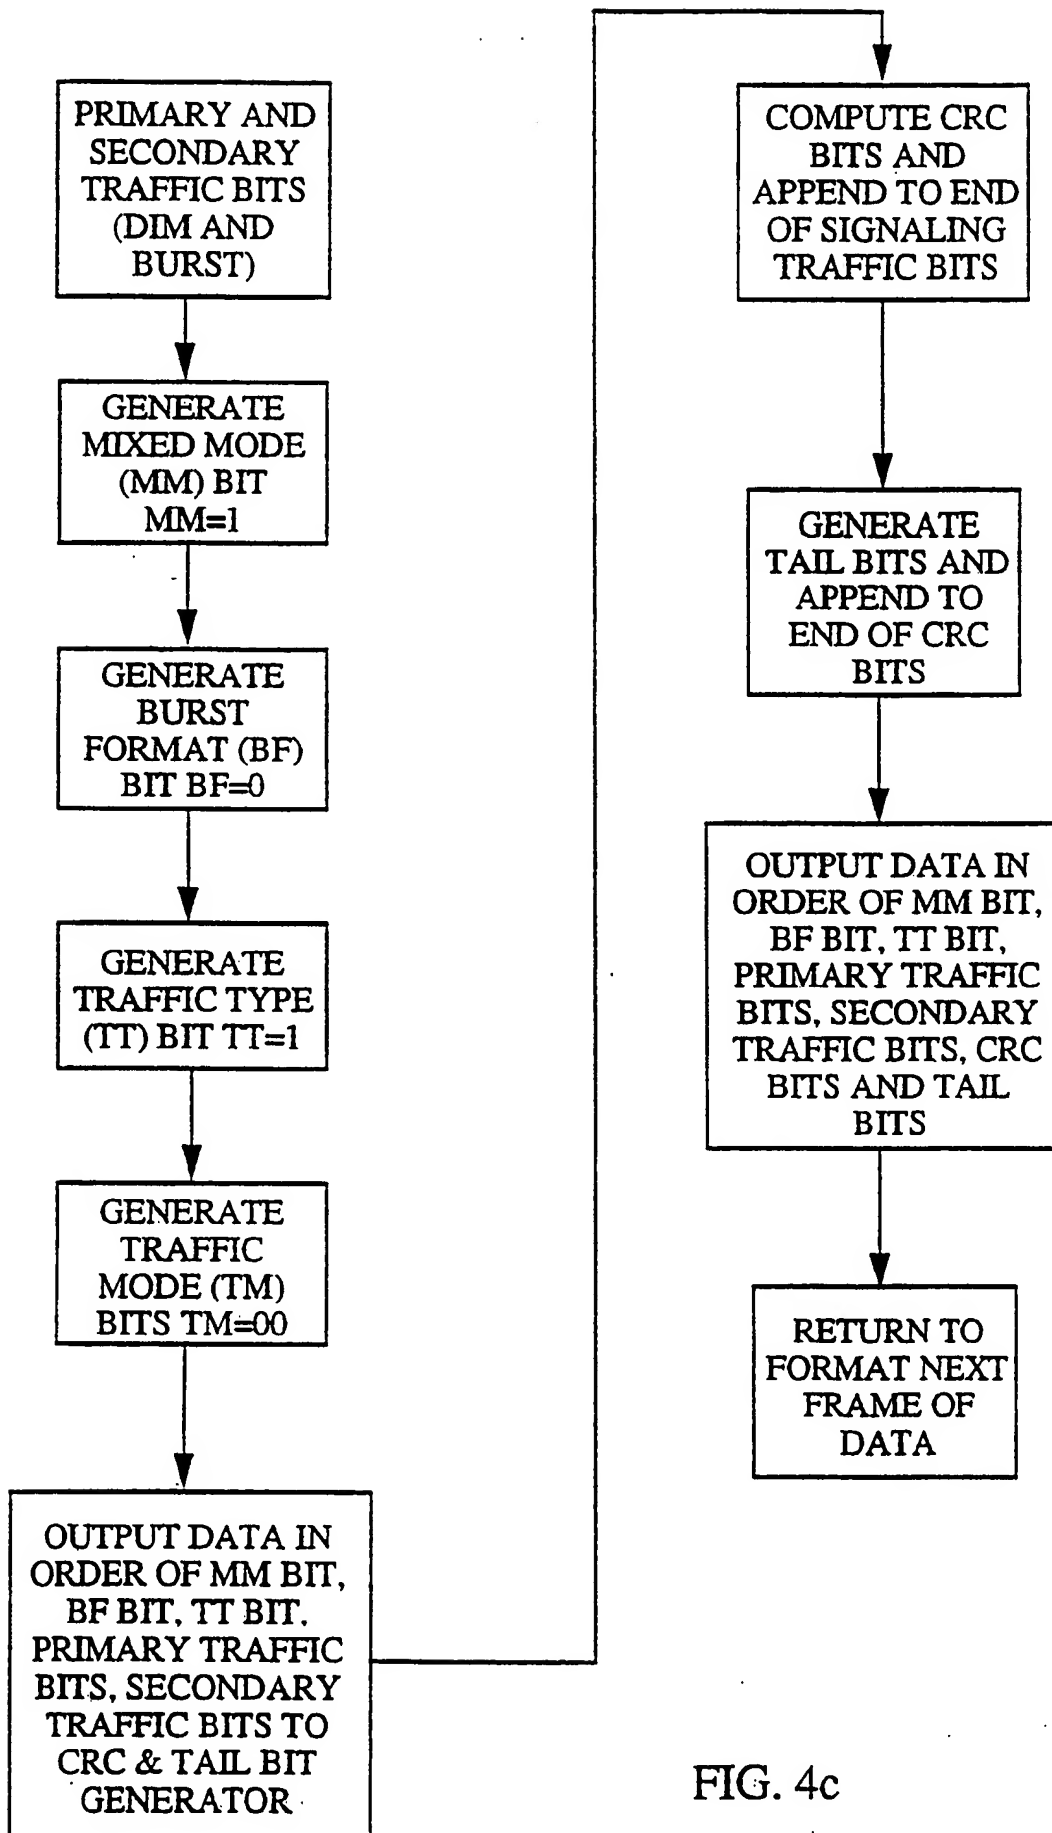 PRIMARY AND
SECONDARY
TRAFFIC BITS
(DIM AND
BURST)
GENERATE
MIXED MODE
(MM) BIT
MM=1
GENERATE
BURST
FORMAT (BF)
BIT BF=0
GENERATE
TRAFFIC TYPE
(TT) BIT TT=1
GENERATE
TRAFFIC
MODE (TM)
BITS TM=00
OUTPUT DATA IN
ORDER OF MM BIT,
BF BIT, TT BIT,
PRIMARY TRAFFIC
BITS, SECONDARY
TRAFFIC BITS TO
CRC & TAIL BIT
GENERATOR
COMPUTE CRC
BITS AND
APPEND TO END
OF SIGNALING
TRAFFIC BITS
GENERATE
TAIL BITS AND
APPEND TO
END OF CRC
BITS
OUTPUT DATA IN
ORDER OF MM BIT,
BF BIT, TT BIT,
PRIMARY TRAFFIC
BITS, SECONDARY
TRAFFIC BITS, CRC
BITS AND TAIL
BITS
RETURN TO
FORMAT NEXT
FRAME OF
DATA
FIG. 4c